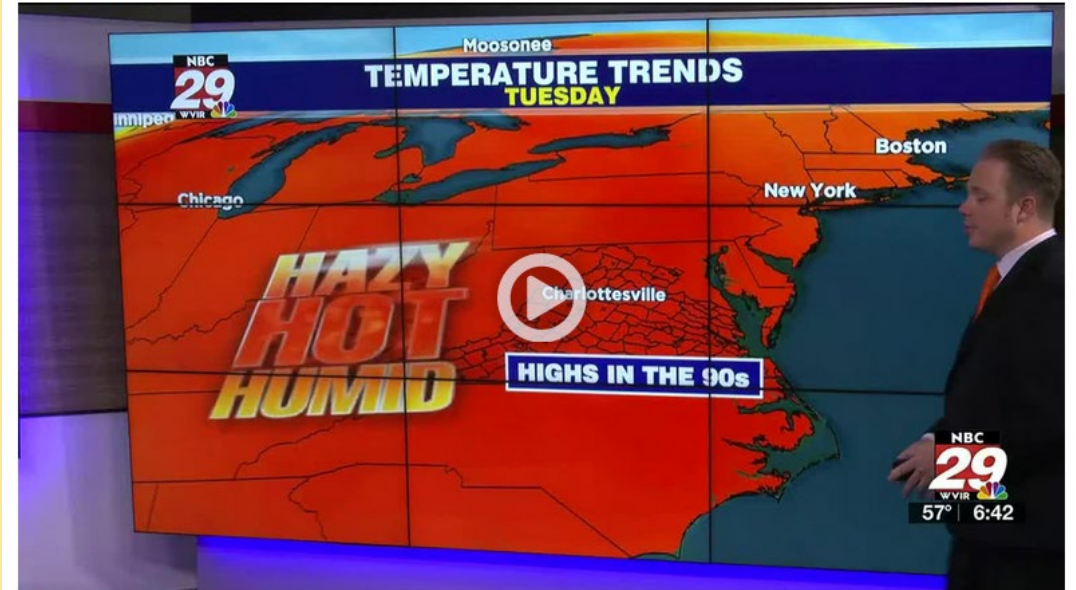 Moosonee
NBC
29
WVIR
TEMPERATURE TRENDS
TUESDAY
innipeg
Boston
Chicago
New York
HAZY
HOT
HUMID
Charlottesville
HIGHS IN THE 90s
NBC
29
WVIR
57° 6:42